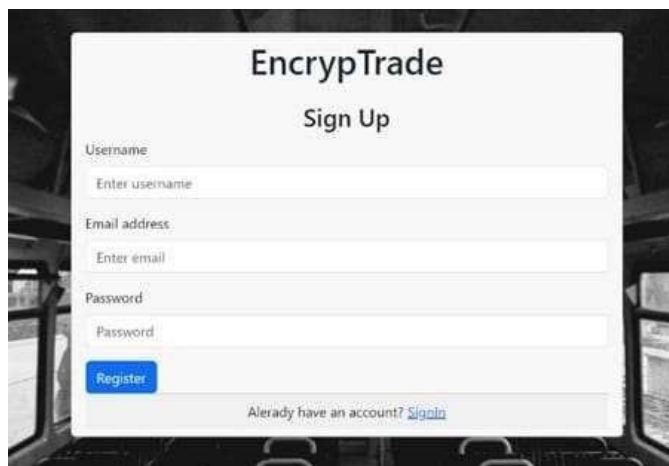 EncrypTrade
Sign Up
Username
Enter username
Email address
Enter email
Password
Password
Register
Alerady have an account? SignIn